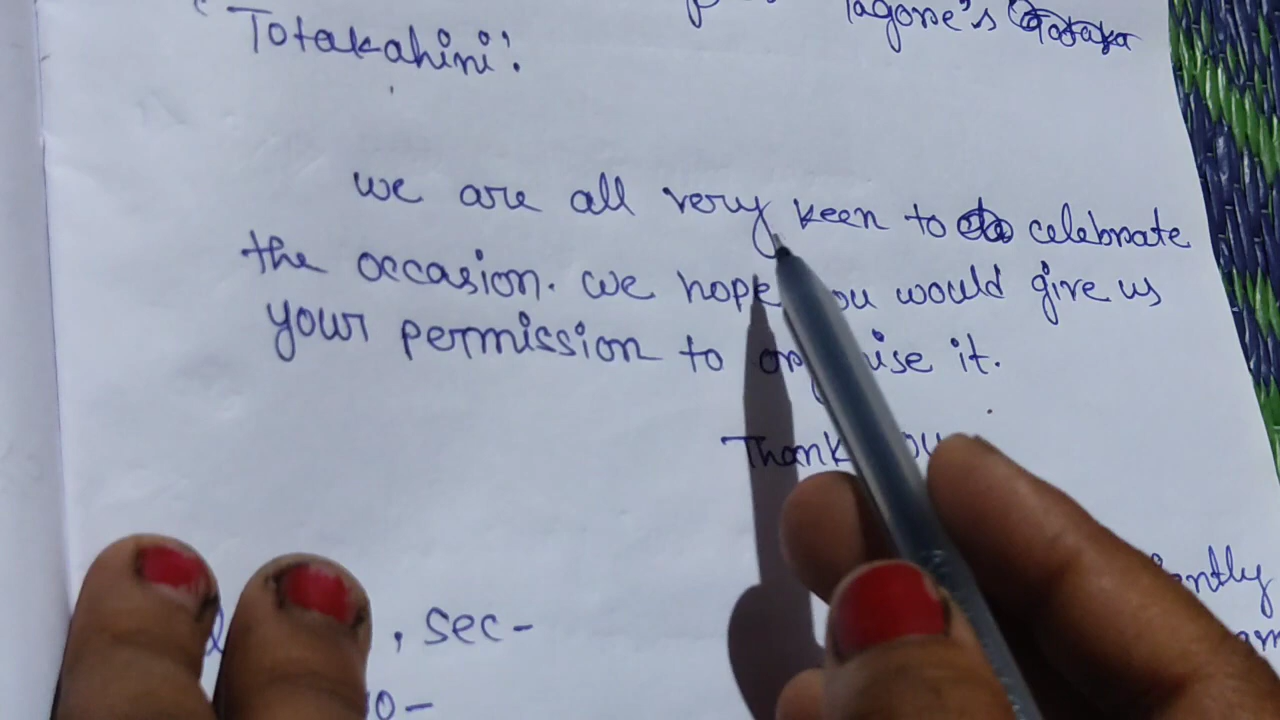 Tagore's
'Totakahini'.
we are all very keen to celebrate
the occasion. we hope you would give us
your permission to organise it.
Thank you
, sec-